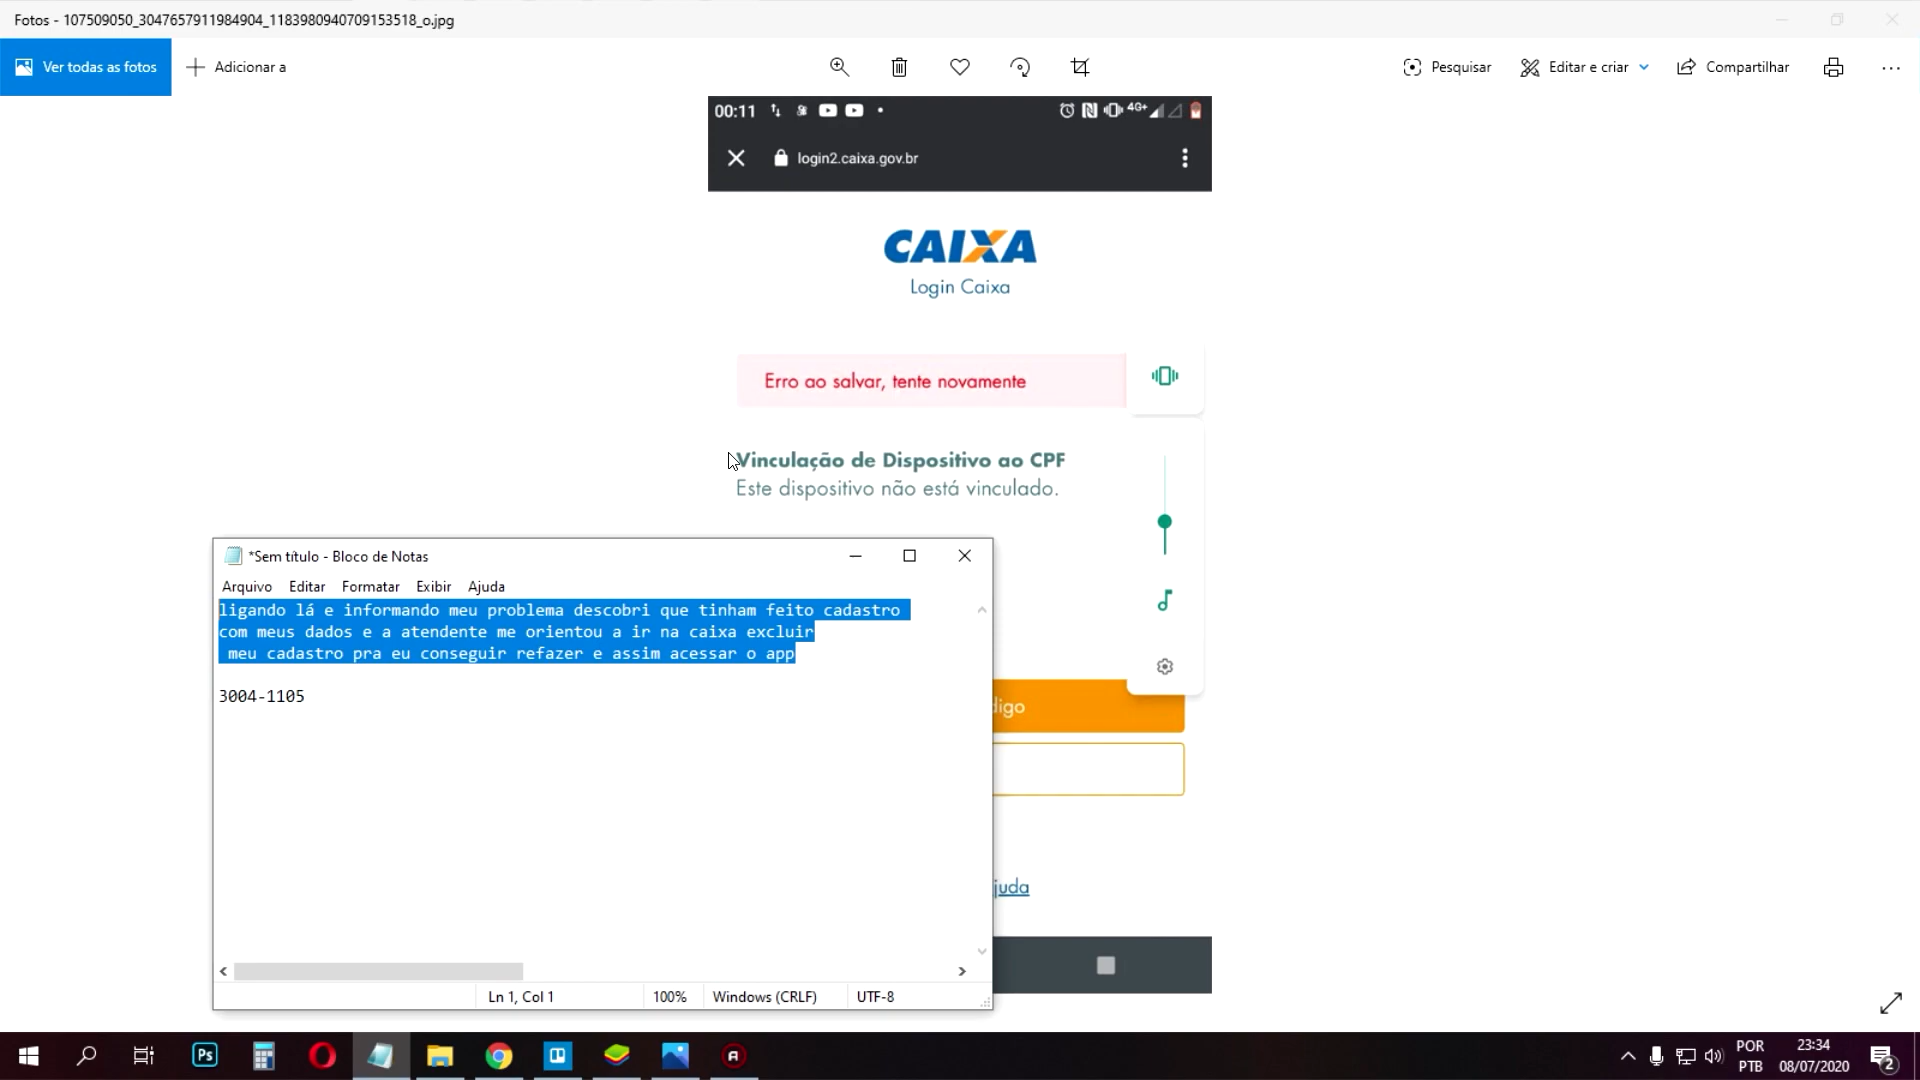 Fotos - 107509050_3047657911984904_1183980940709153518_o.jpg
Ver todas as fotos
Adicionar a
Pesquisar
Editar e criar
Compartilhar
00:11
4G+
login2.caixa.gov.br
CAIXA
Login Caixa
Erro ao salvar, tente novamente
Vinculação de Dispositivo ao CPF
Este dispositivo não está vinculado.
*Sem título - Bloco de Notas
Arquivo Editar Formatar Exibir Ajuda
ligando lá e informando meu problema descobri que tinham feito cadastro
com meus dados e a atendente me orientou a ir na caixa excluir
meu cadastro pra eu conseguir refazer e assim acessar o app
3004-1105
digo
juda
Ln 1, Col 1
100%
Windows (CRLF)
UTF-8
Ps
POR
PTB
23:34
08/07/2020
2